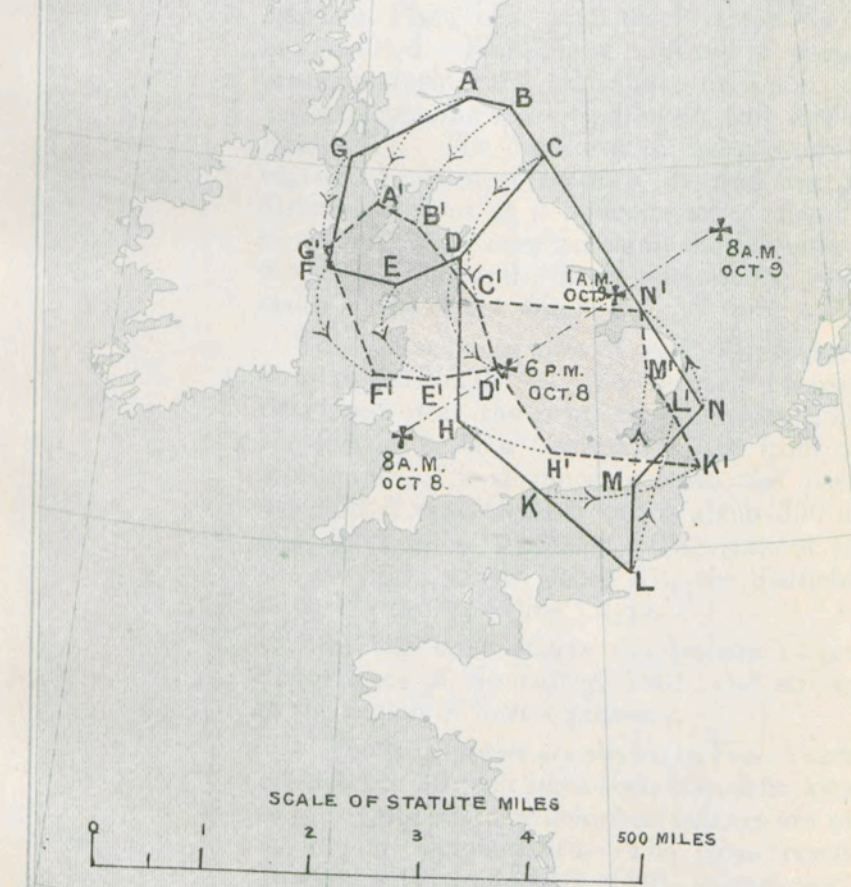 A
B
C
G
A'
B'
D
G'
F
E
C'
8 A.M.
OCT. 9
1 A.M.
OCT. 9
N'
6 P.M.
OCT. 8
F'
E'
D'
M'
L'
N
H
8 A.M.
OCT 8.
H'
K'
M
K
L
SCALE OF STATUTE MILES
0 1 2 3 4 500 MILES